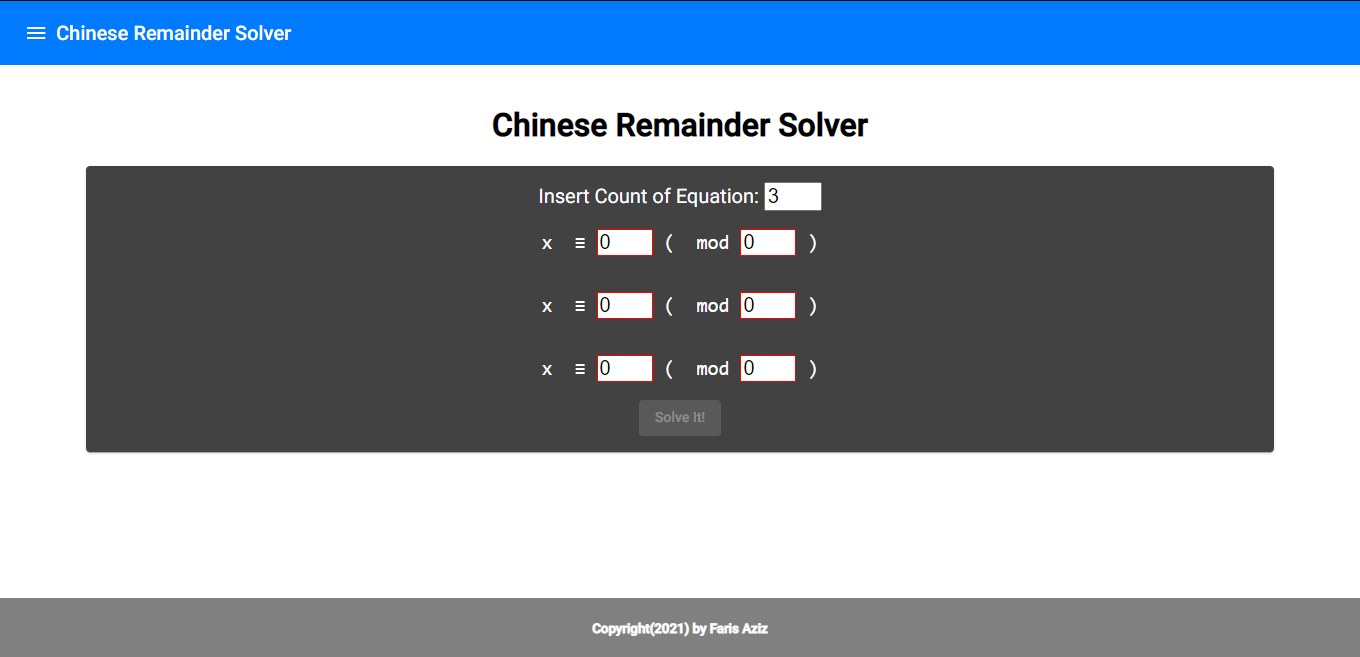 Chinese Remainder Solver
Chinese Remainder Solver
Insert Count of Equation: 3
x ≡ 0 ( mod 0 )
x ≡ 0 ( mod 0 )
x ≡ 0 ( mod 0 )
Solve It!
Copyright(2021) by Faris Aziz